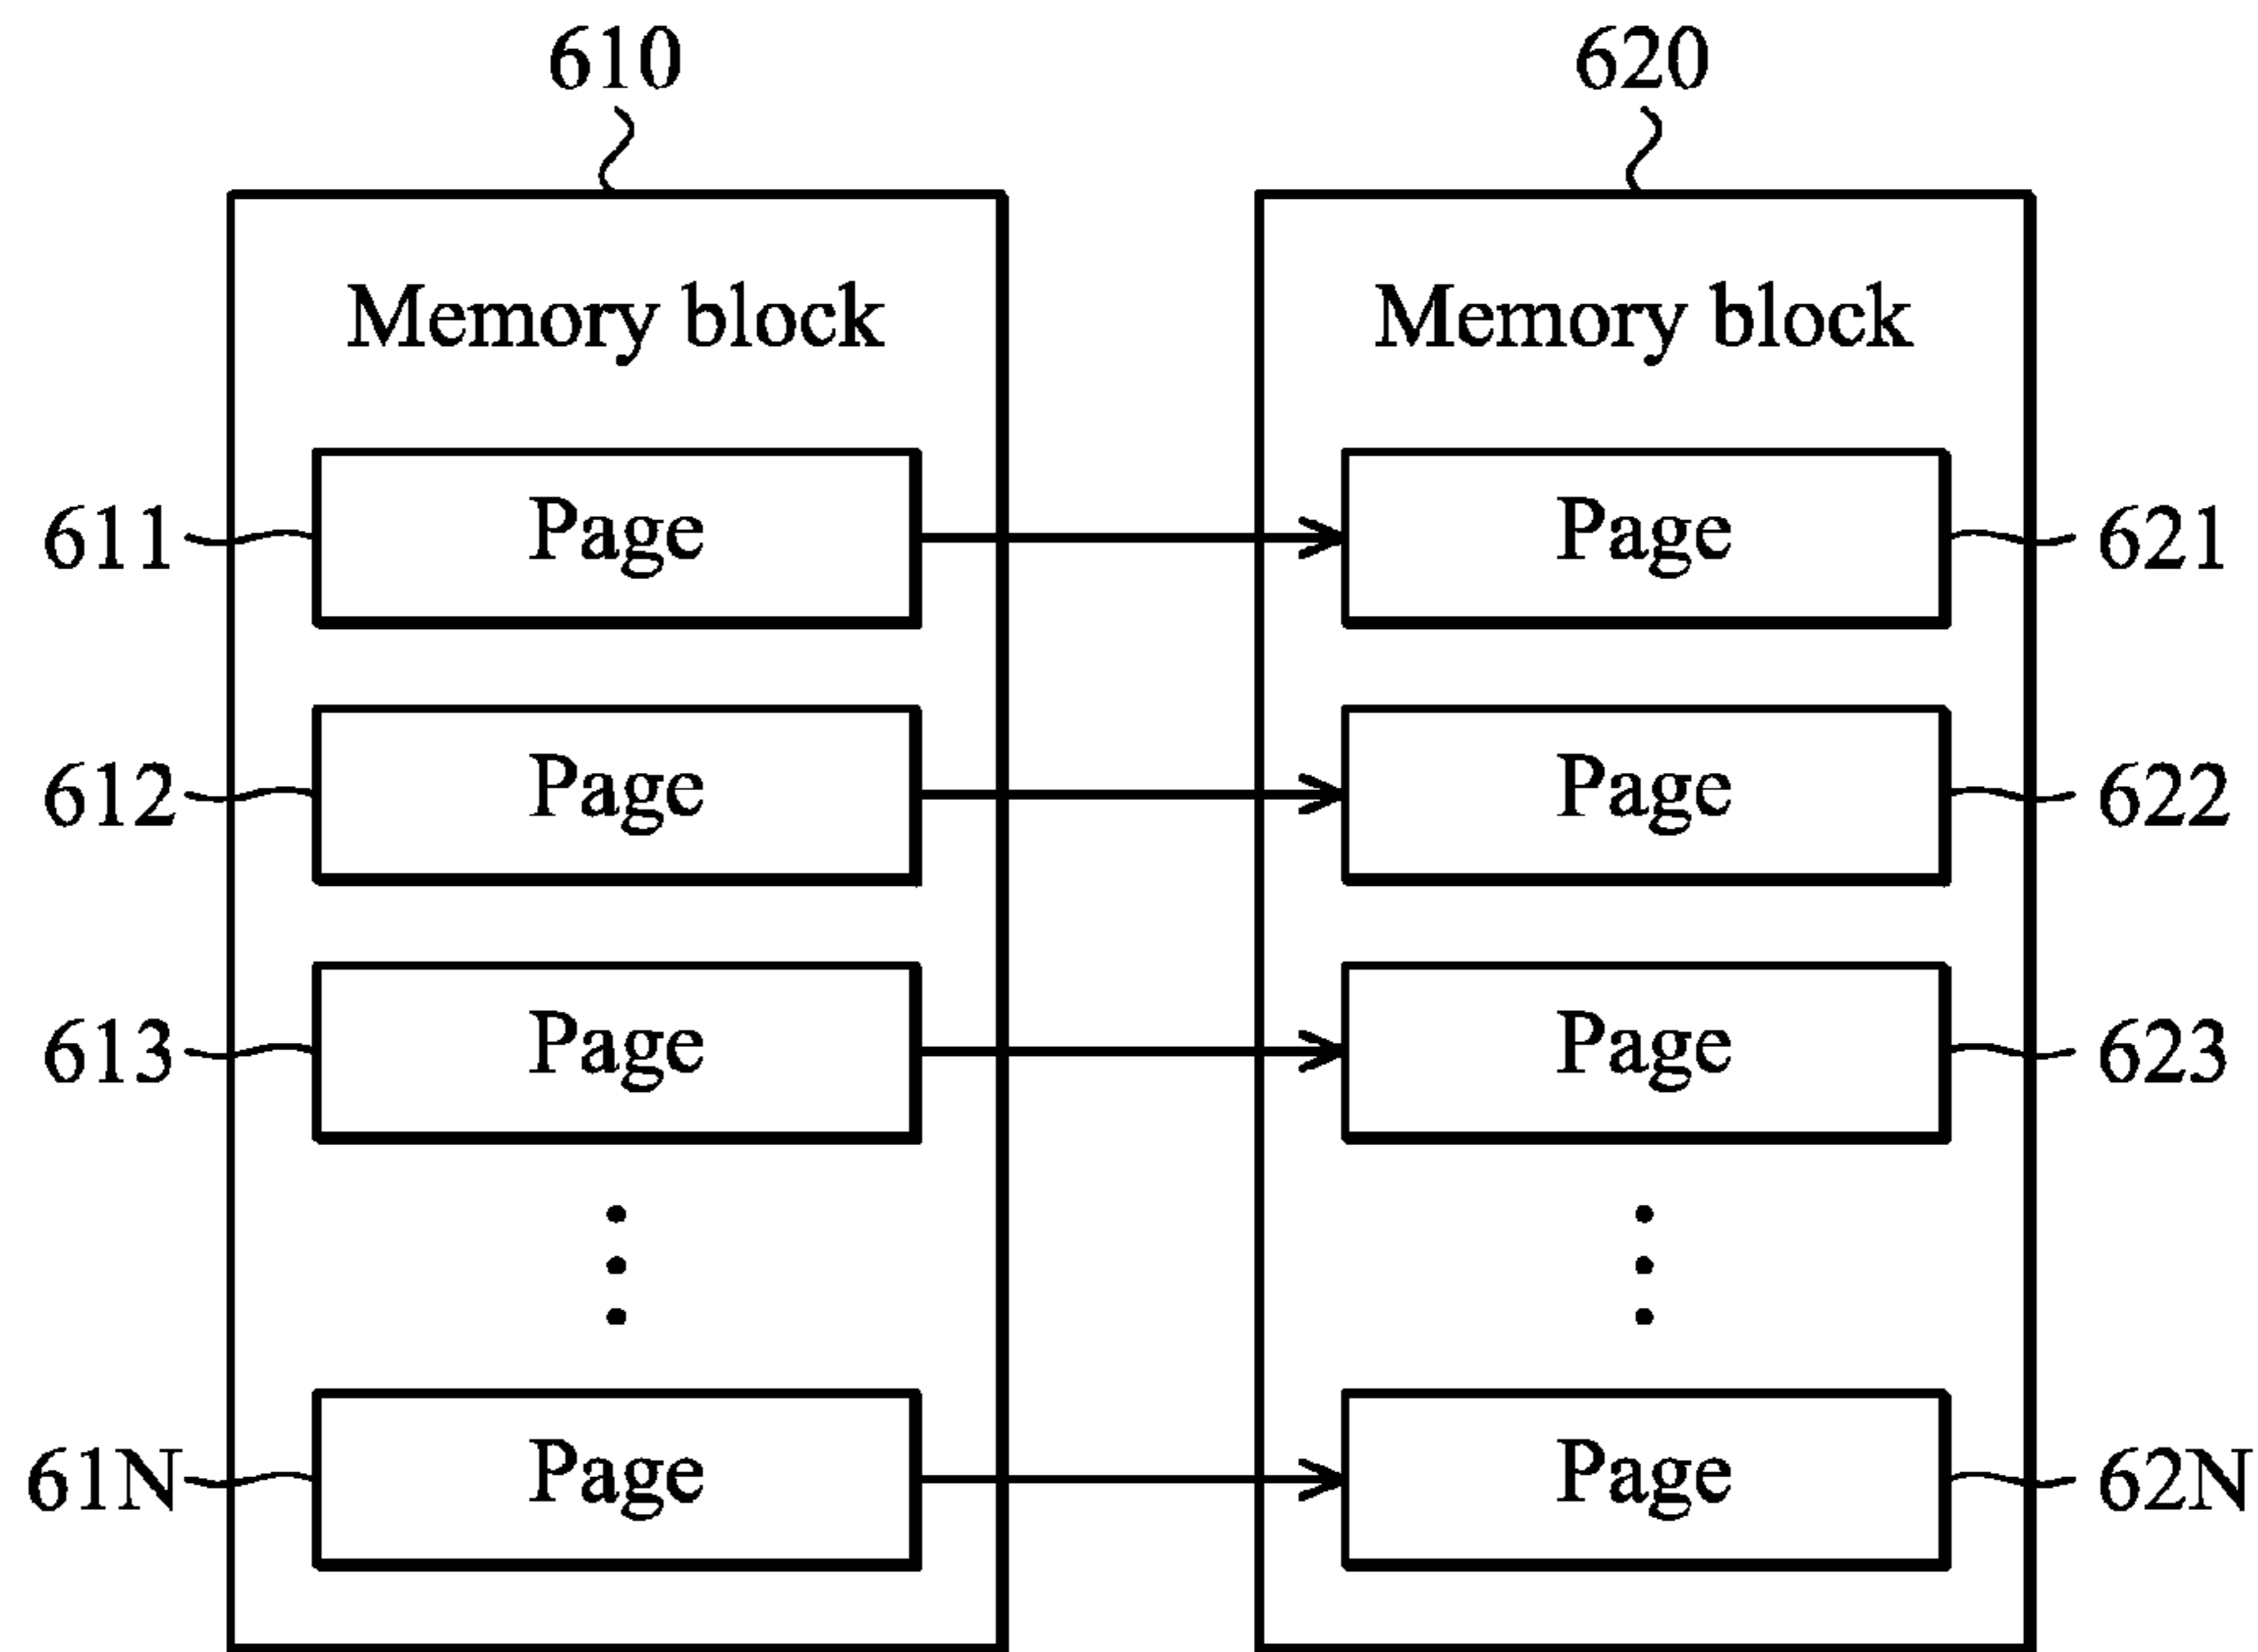 610 620
Memory block Memory block
611 Page Page 621
612 Page Page 622
613 Page Page 623
61N Page Page 62N